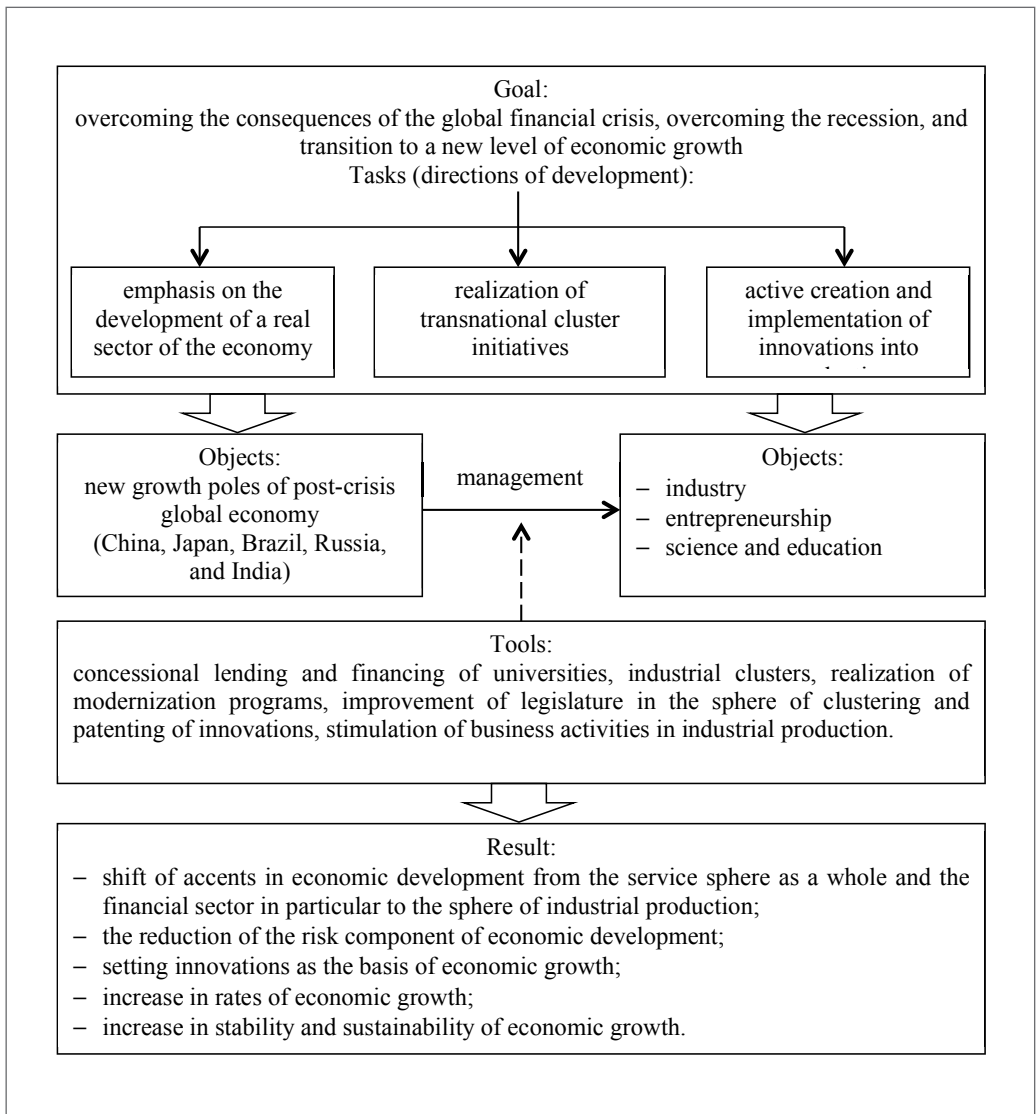 Goal:
overcoming the consequences of the global financial crisis, overcoming the recession, and
transition to a new level of economic growth
Tasks (directions of development):
emphasis on the
development of a real
sector of the economy
realization of
transnational cluster
initiatives
active creation and
implementation of
innovations into
Objects:
new growth poles of post-crisis
global economy
(China, Japan, Brazil, Russia,
and India)
management
Objects:
– industry
– entrepreneurship
– science and education
Tools:
concessional lending and financing of universities, industrial clusters, realization of
modernization programs, improvement of legislature in the sphere of clustering and
patenting of innovations, stimulation of business activities in industrial production.
Result:
– shift of accents in economic development from the service sphere as a whole and the
financial sector in particular to the sphere of industrial production;
– the reduction of the risk component of economic development;
– setting innovations as the basis of economic growth;
– increase in rates of economic growth;
– increase in stability and sustainability of economic growth.